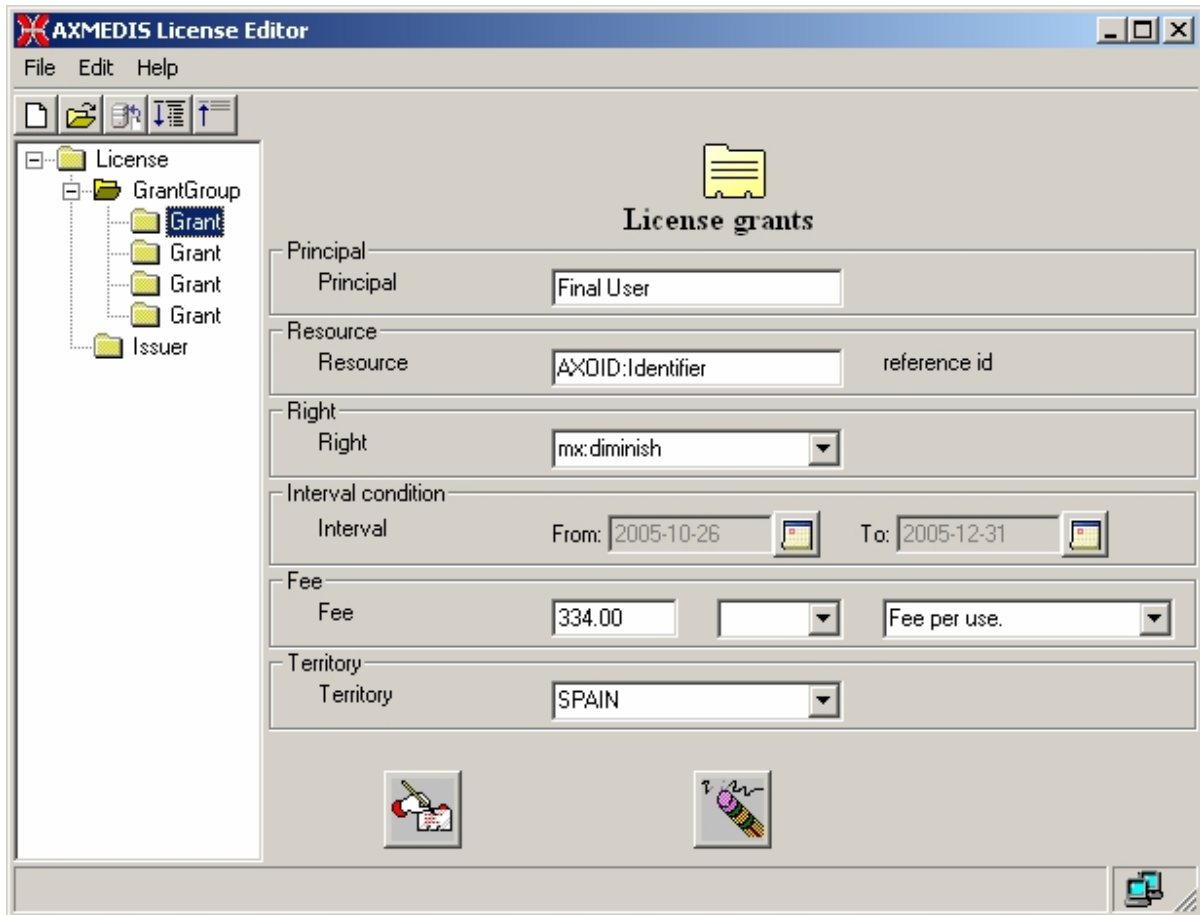 AXMEDIS License Editor
File Edit Help
License
GrantGroup
Grant
Grant
Grant
Grant
Issuer
License grants
Principal
Principal Final User
Resource
Resource AXOID:Identifier reference id
Right
Right mx:diminish
Interval condition
Interval From: 2005-10-26 To: 2005-12-31
Fee
Fee 334.00 Fee per use.
Territory
Territory SPAIN